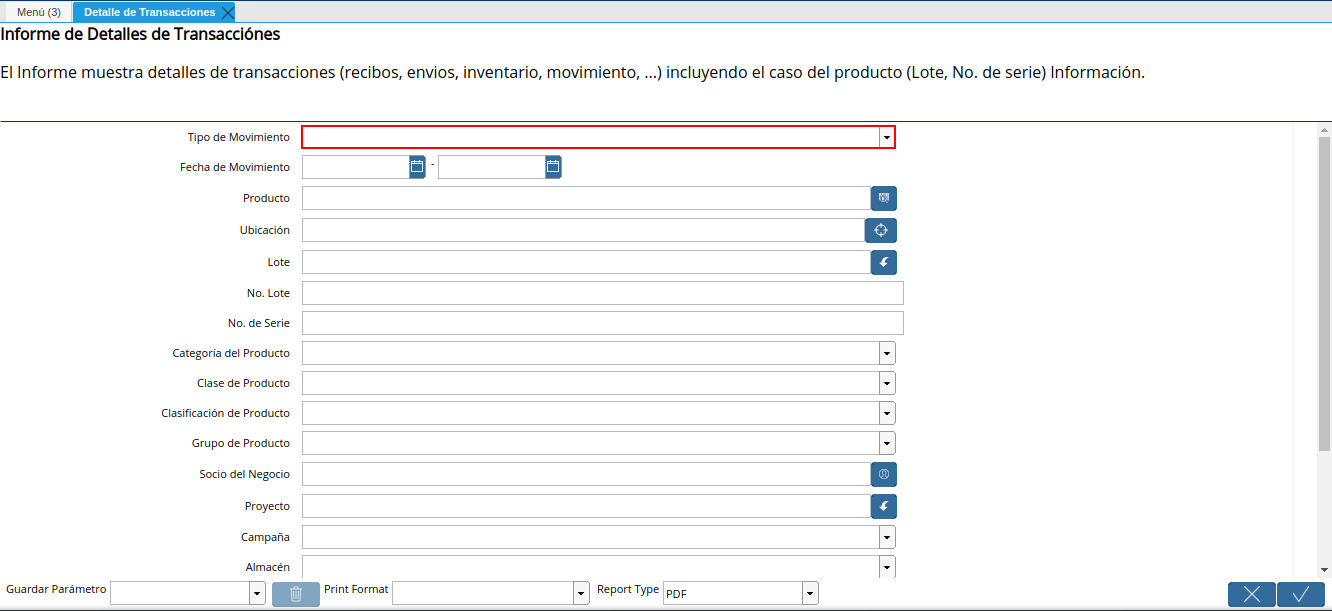 Menú (3) Detalle de Transacciones
Informe de Detalles de Transacciónes
El Informe muestra detalles de transacciones (recibos, envios, inventario, movimiento, ...) incluyendo el caso del producto (Lote, No. de serie) Información.
Tipo de Movimiento
Fecha de Movimiento -
Producto
Ubicación
Lote
No. Lote
No. de Serie
Categoría del Producto
Clase de Producto
Clasificación de Producto
Grupo de Producto
Socio del Negocio
Proyecto
Campaña
Almacén
Guardar Parámetro Print Format Report Type PDF